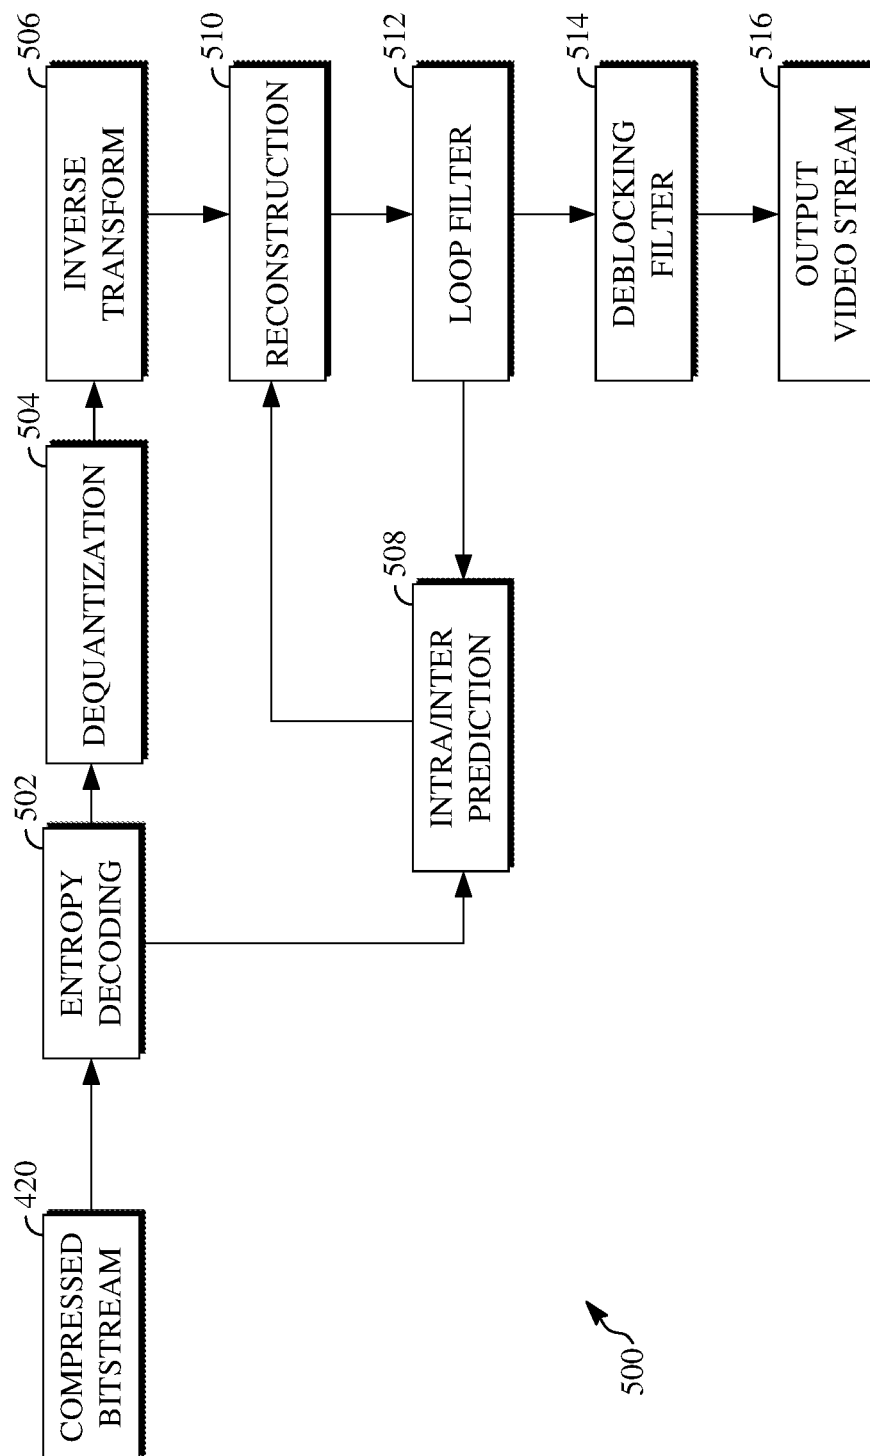 420
COMPRESSED
BITSTREAM
502
ENTROPY
DECODING
504
DEQUANTIZATION
506
INVERSE
TRANSFORM
508
INTRA/INTER
PREDICTION
510
RECONSTRUCTION
512
LOOP FILTER
514
DEBLOCKING
FILTER
516
OUTPUT
VIDEO STREAM
500